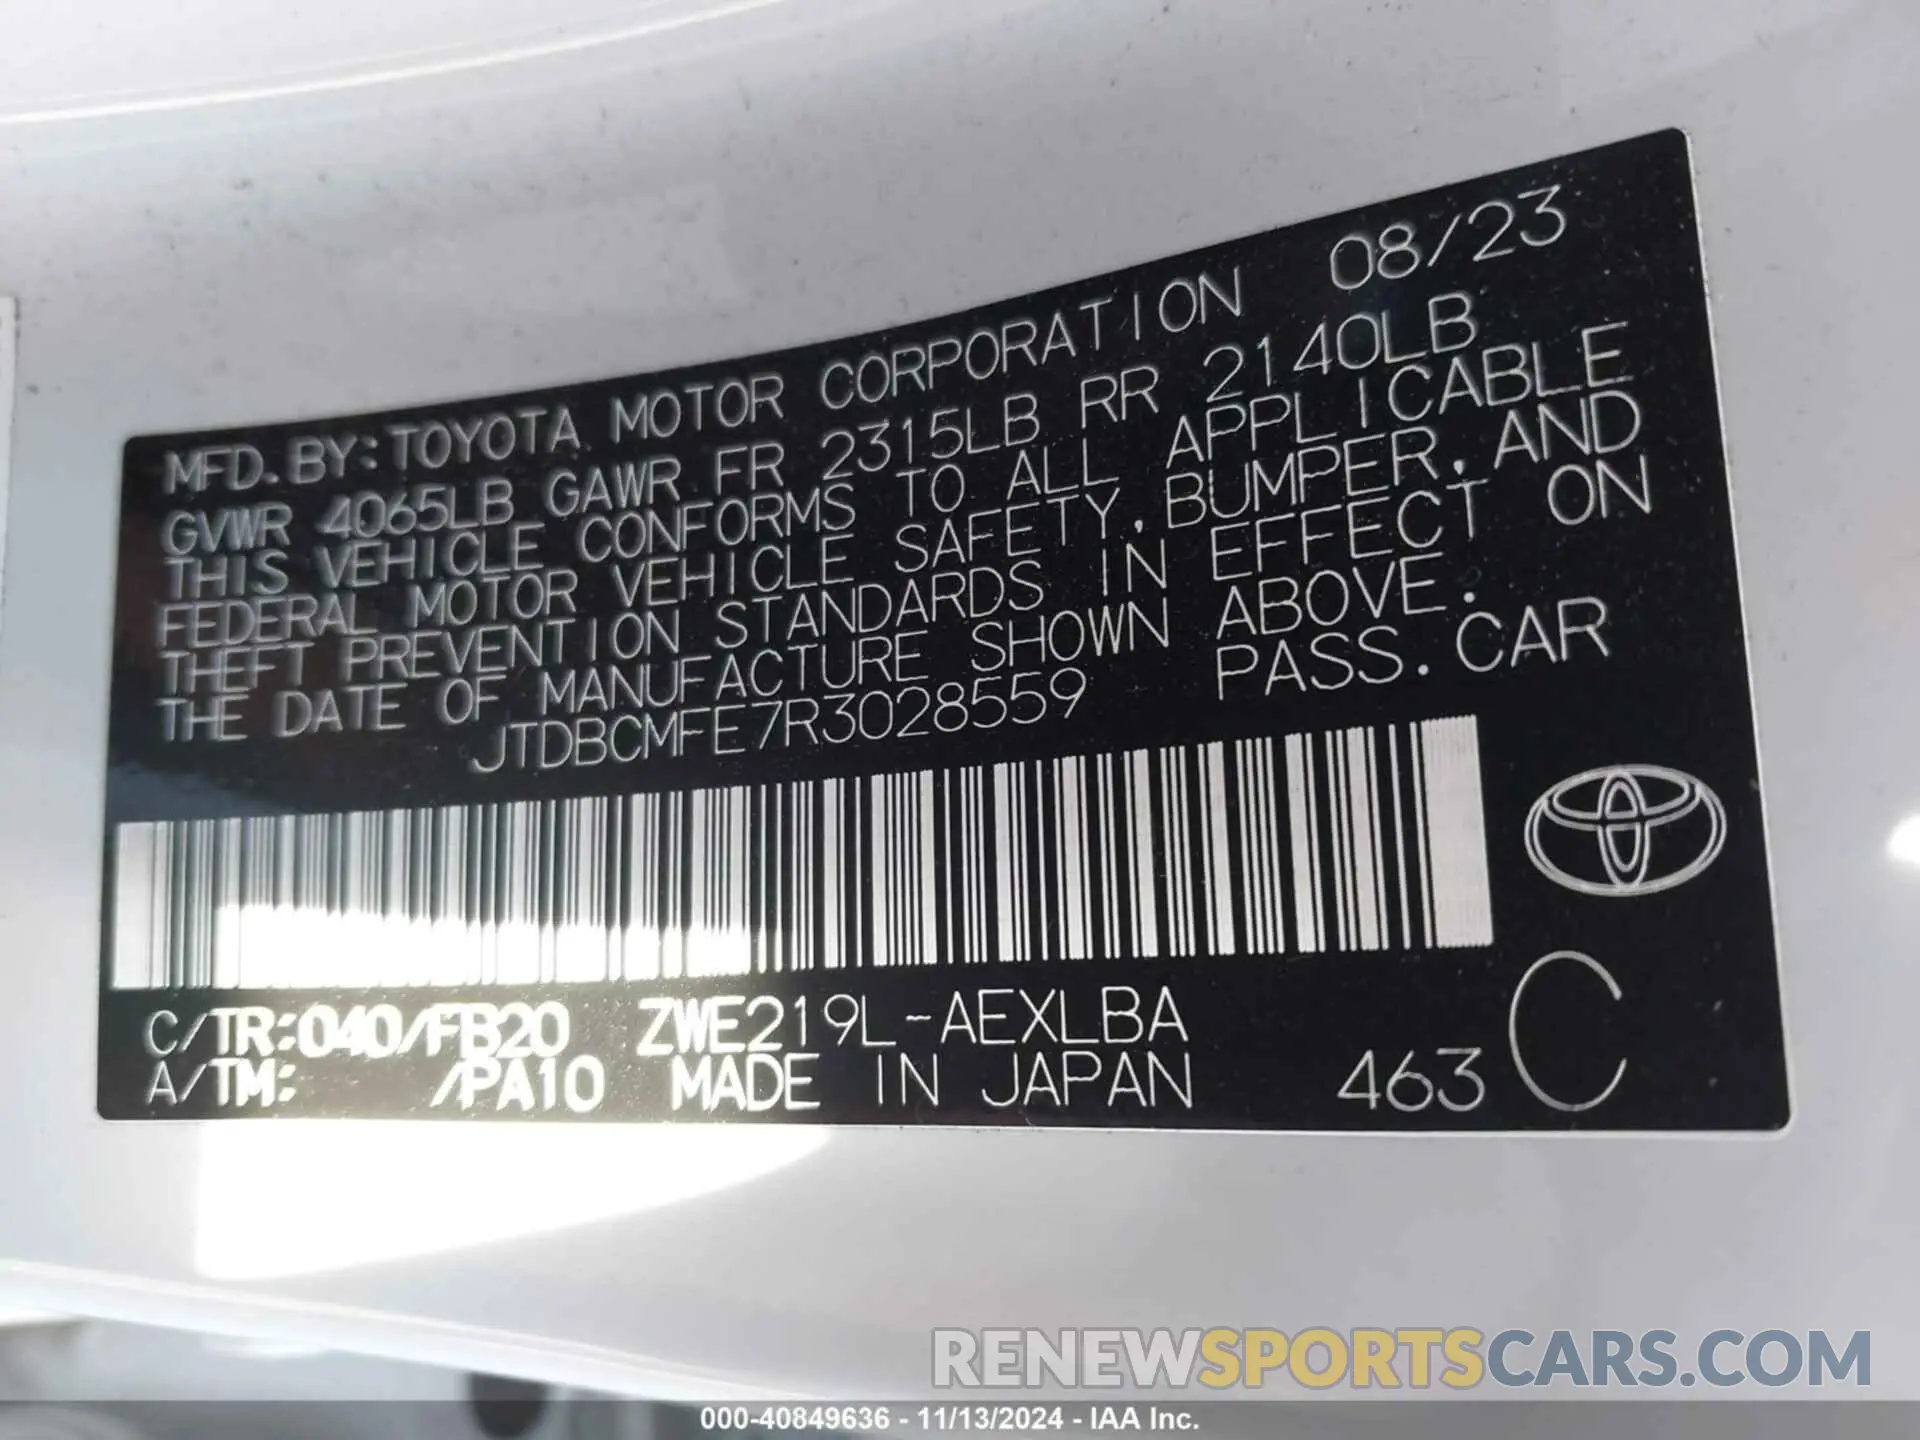 MFD. BY: TOYOTA MOTOR CORPORATION 08/23
GVWR 4065LB GAWR FR 2315LB RR 2140LB
THIS VEHICLE CONFORMS TO ALL APPLICABLE
FEDERAL MOTOR VEHICLE SAFETY, BUMPER, AND
THEFT PREVENTION STANDARDS IN EFFECT ON
THE DATE OF MANUFACTURE SHOWN ABOVE.
JTDBCMFE7R3028559 PASS. CAR
C/TR:040/FB20 ZWE219L-AEXLBA
A/TM: /PA10 MADE IN JAPAN 463 C
RENEWSPORTSCARS.COM
000-40849636 - 11/13/2024 - IAA Inc.